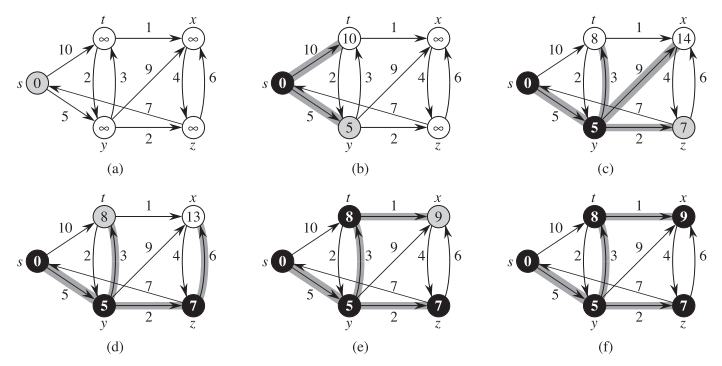 t x t x t x
1 1 1
∞ ∞ 10 ∞ 8 14
10 10 10
s 0 2 3 9 4 6 s 0 2 3 9 4 6 s 0 2 3 9 4 6
5 7 5 7 5 7
∞ 2 ∞ 5 2 ∞ 5 2 7
y z y z y z
(a) (b) (c)
t x t x t x
1 1 1
8 13 8 9 8 9
10 10 10
s 0 2 3 9 4 6 s 0 2 3 9 4 6 s 0 2 3 9 4 6
5 7 5 7 5 7
5 2 7 5 2 7 5 2 7
y z y z y z
(d) (e) (f)